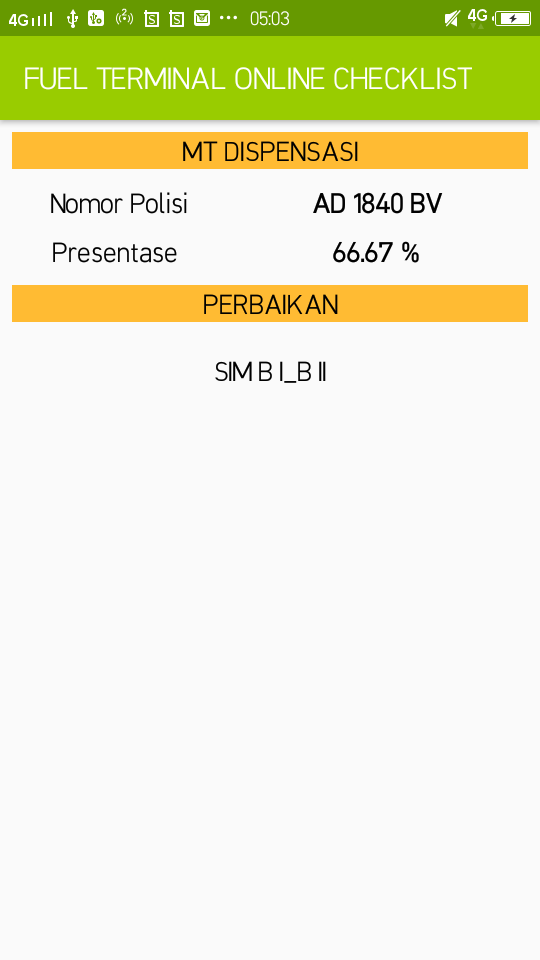 4G 05:03 4G
FUEL TERMINAL ONLINE CHECKLIST
MT DISPENSASI
Nomor Polisi AD 1840 BV
Presentase 66.67 %
PERBAIKAN
SIM B I_B II